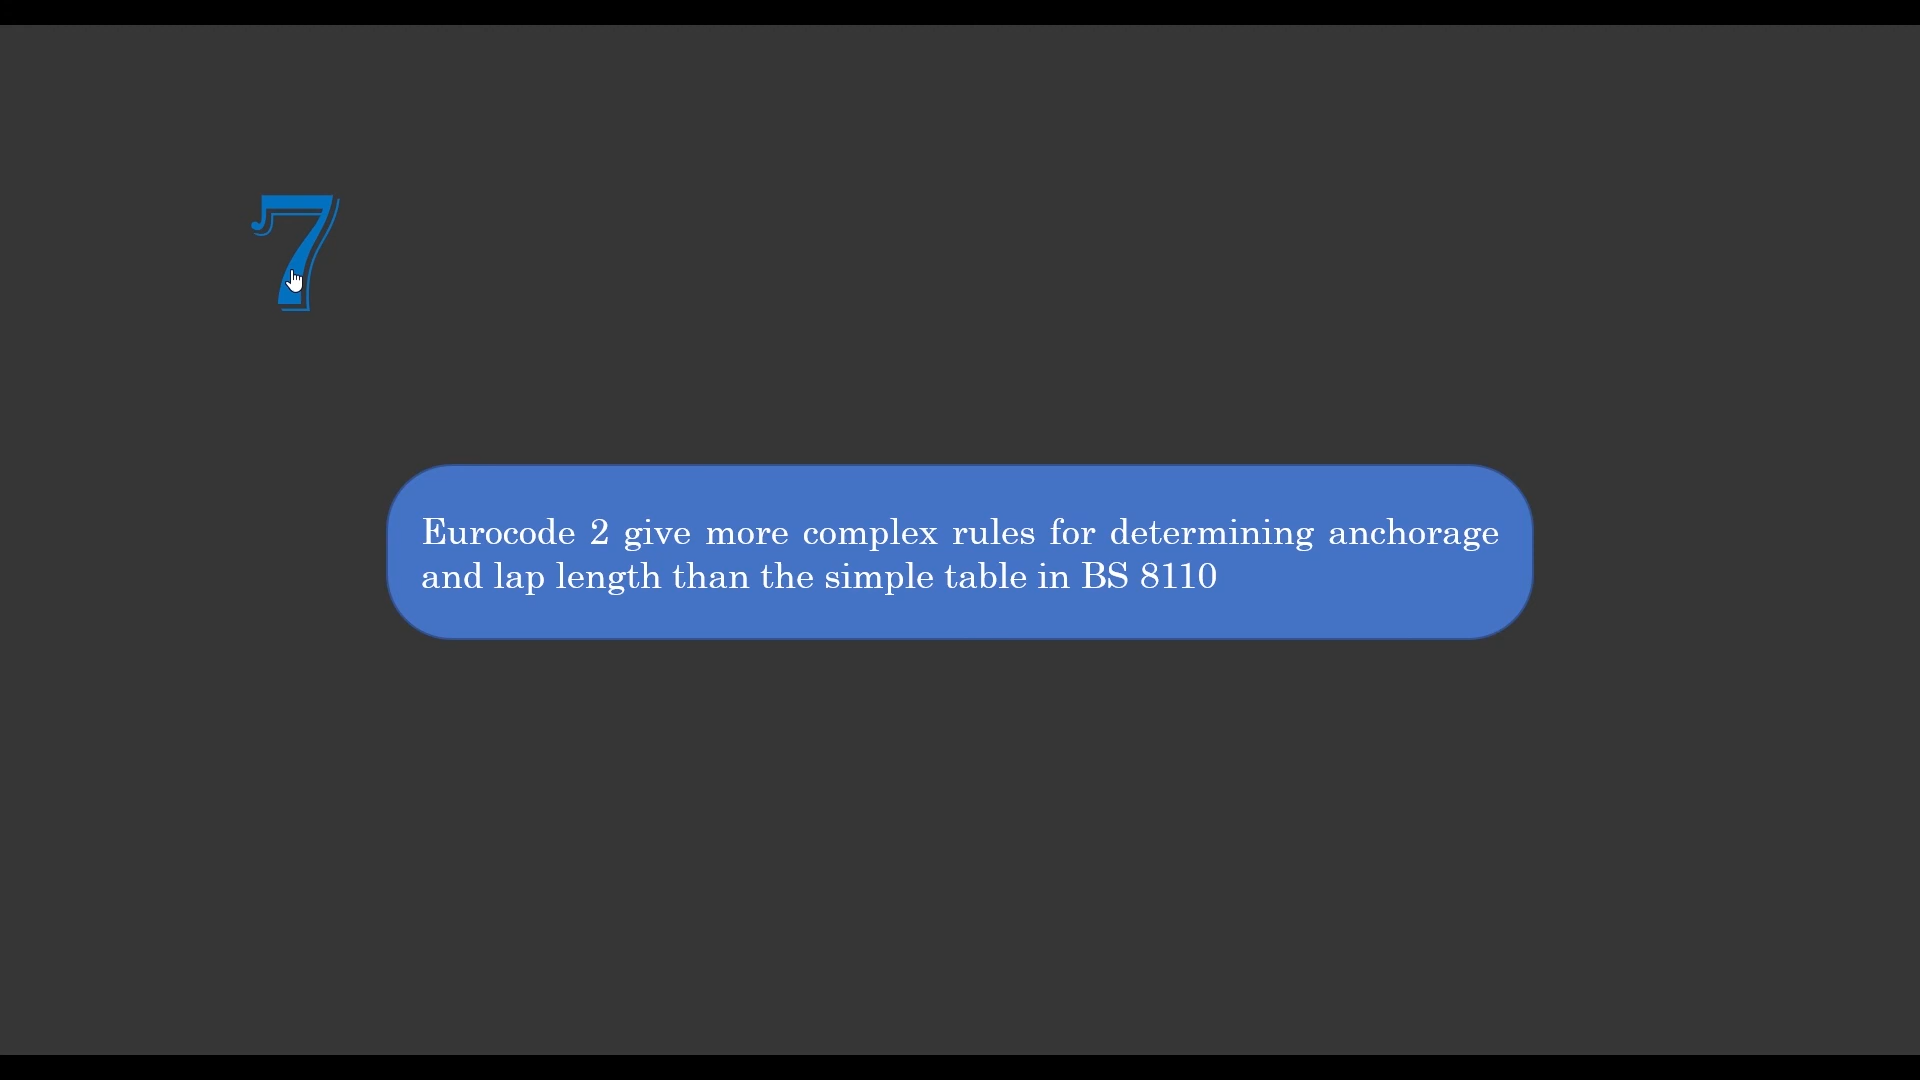 7
Eurocode 2 give more complex rules for determining anchorage
and lap length than the simple table in BS 8110